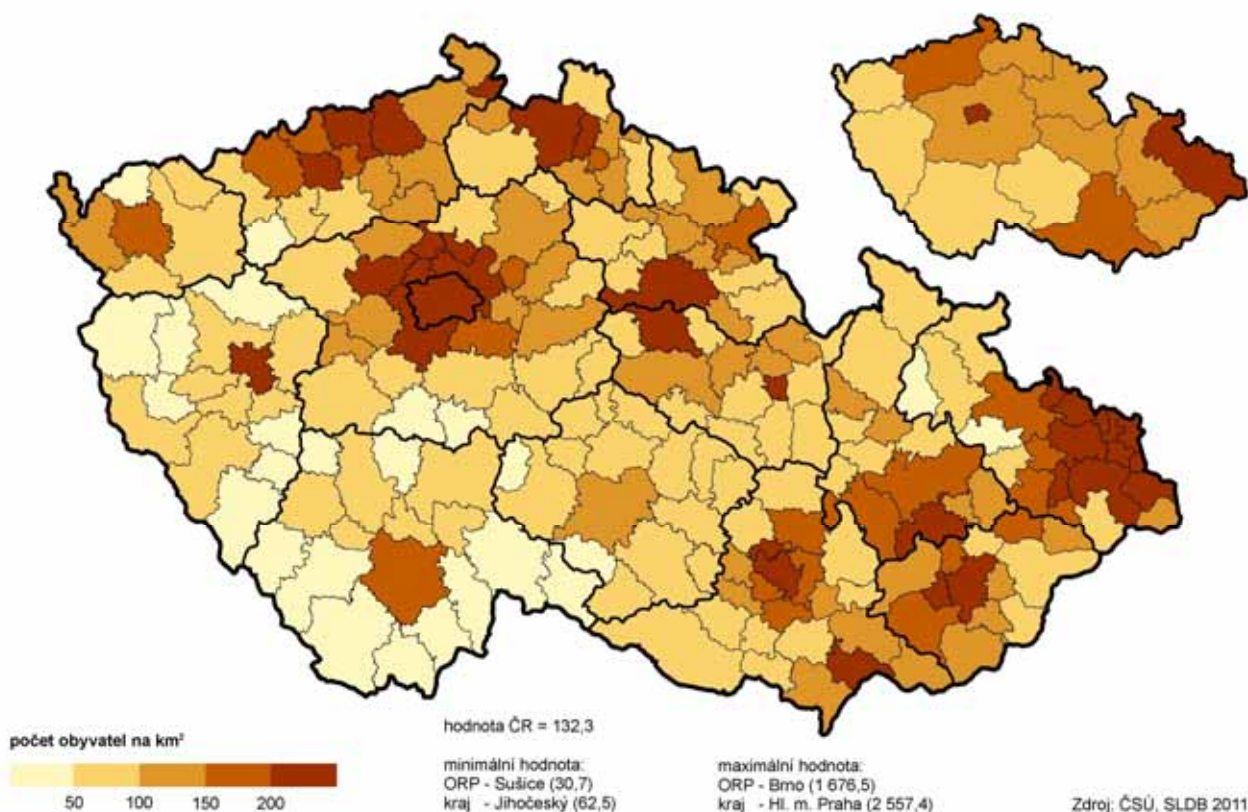 hodnota ČR = 132,3
počet obyvatel na km²
50 100 150 200
minimální hodnota:
ORP - Sušice (30,7)
kraj - Jihočeský (62,5)
maximální hodnota:
ORP - Brno (1 676,5)
kraj - Hl. m. Praha (2 557,4)
Zdroj: ČSÚ, SLDB 2011